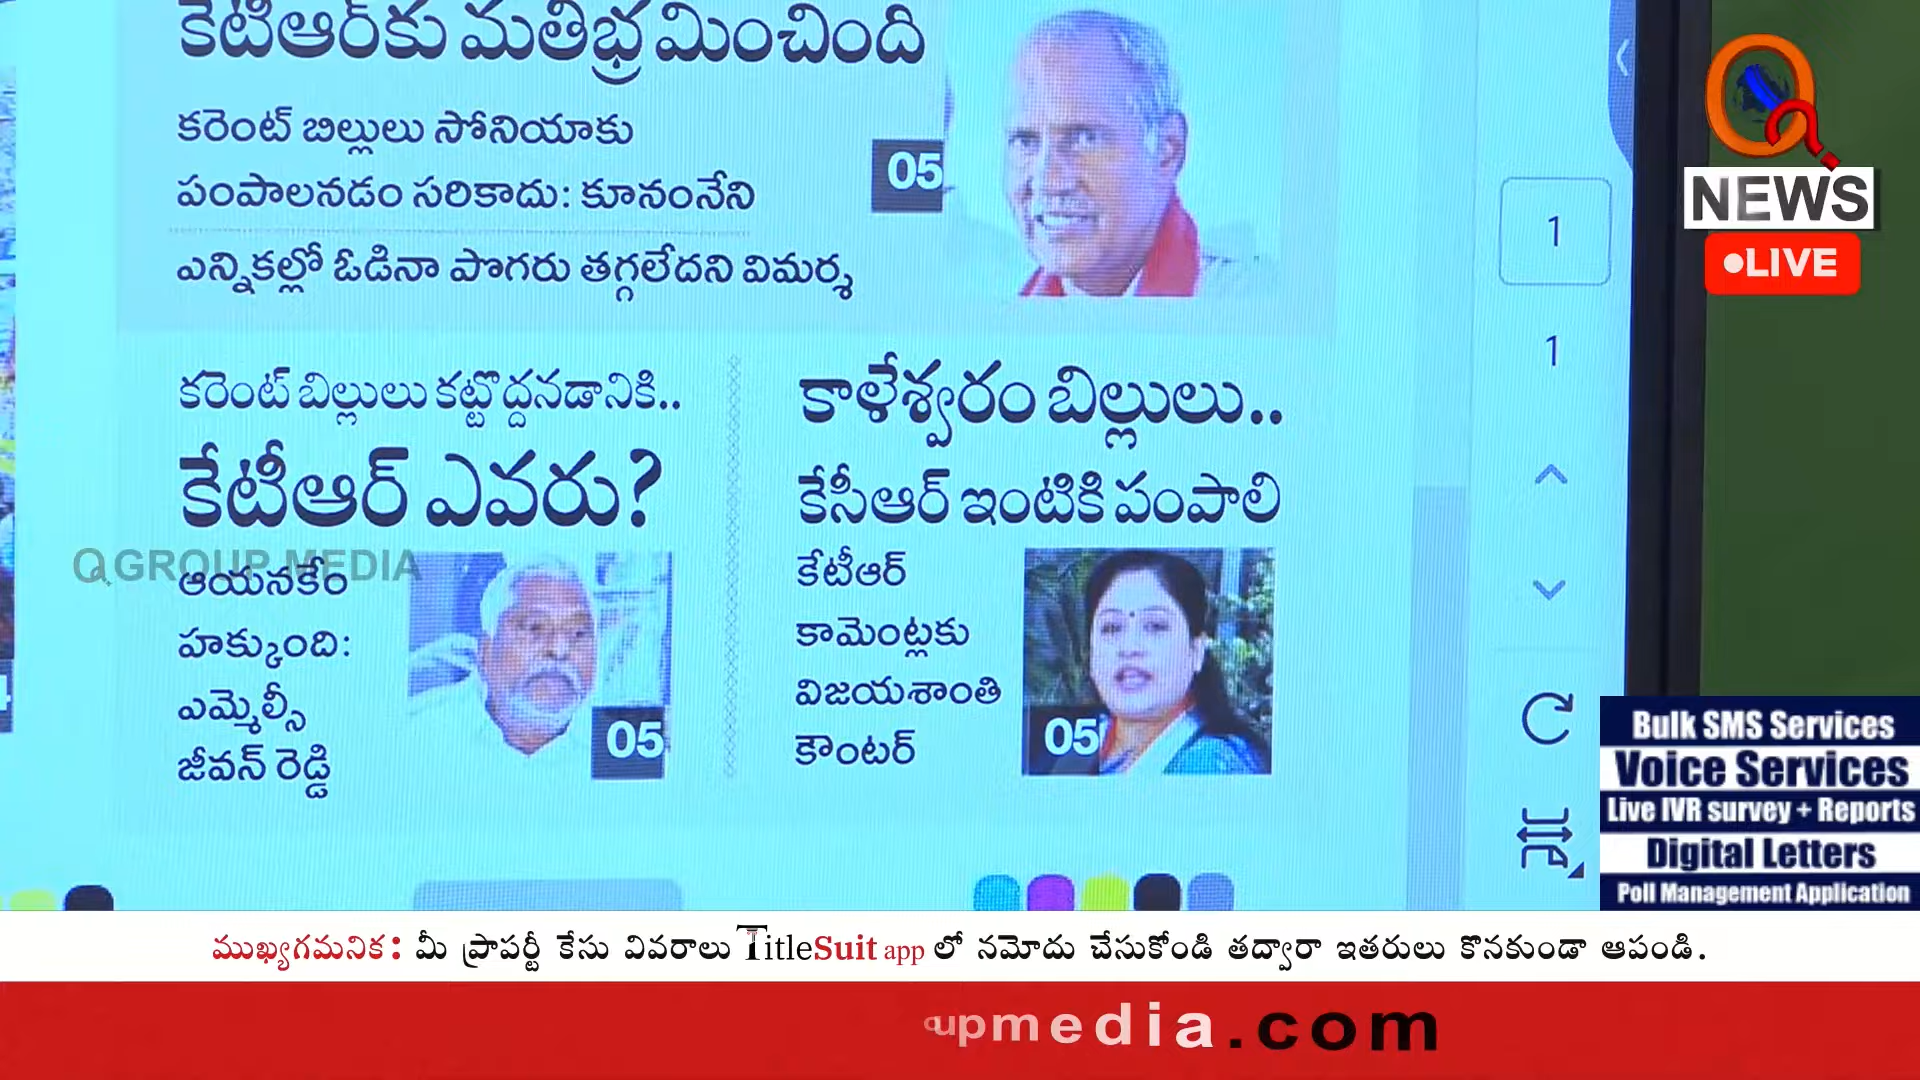 కేటీఆర్‌కు మతిభ్రమించింది
కరెంట్ బిల్లులు సోనియాకు
పంపాలనడం సరికాదు: కూనంనేని
ఎన్నికల్లో ఓడినా పొగరు తగ్గలేదని విమర్శ
05
కరెంట్ బిల్లులు కట్టొద్దనడానికి..
కేటీఆర్ ఎవరు?
ఆయనకేం
హక్కుంది:
ఎమ్మెల్సీ
జీవన్ రెడ్డి
05
కాళేశ్వరం బిల్లులు..
కేసీఆర్ ఇంటికి పంపాలి
కేటీఆర్
కామెంట్లకు
విజయశాంతి
కౌంటర్
05
QGROUP MEDIA
1
1
Q
NEWS
LIVE
Bulk SMS Services
Voice Services
Live IVR survey + Reports
Digital Letters
Poll Management Application
ముఖ్యగమనిక: మీ ప్రాపర్టీ కేసు వివరాలు TitleSuit app లో నమోదు చేసుకోండి తద్వారా ఇతరులు కొనకుండా ఆపండి.
upmedia.com